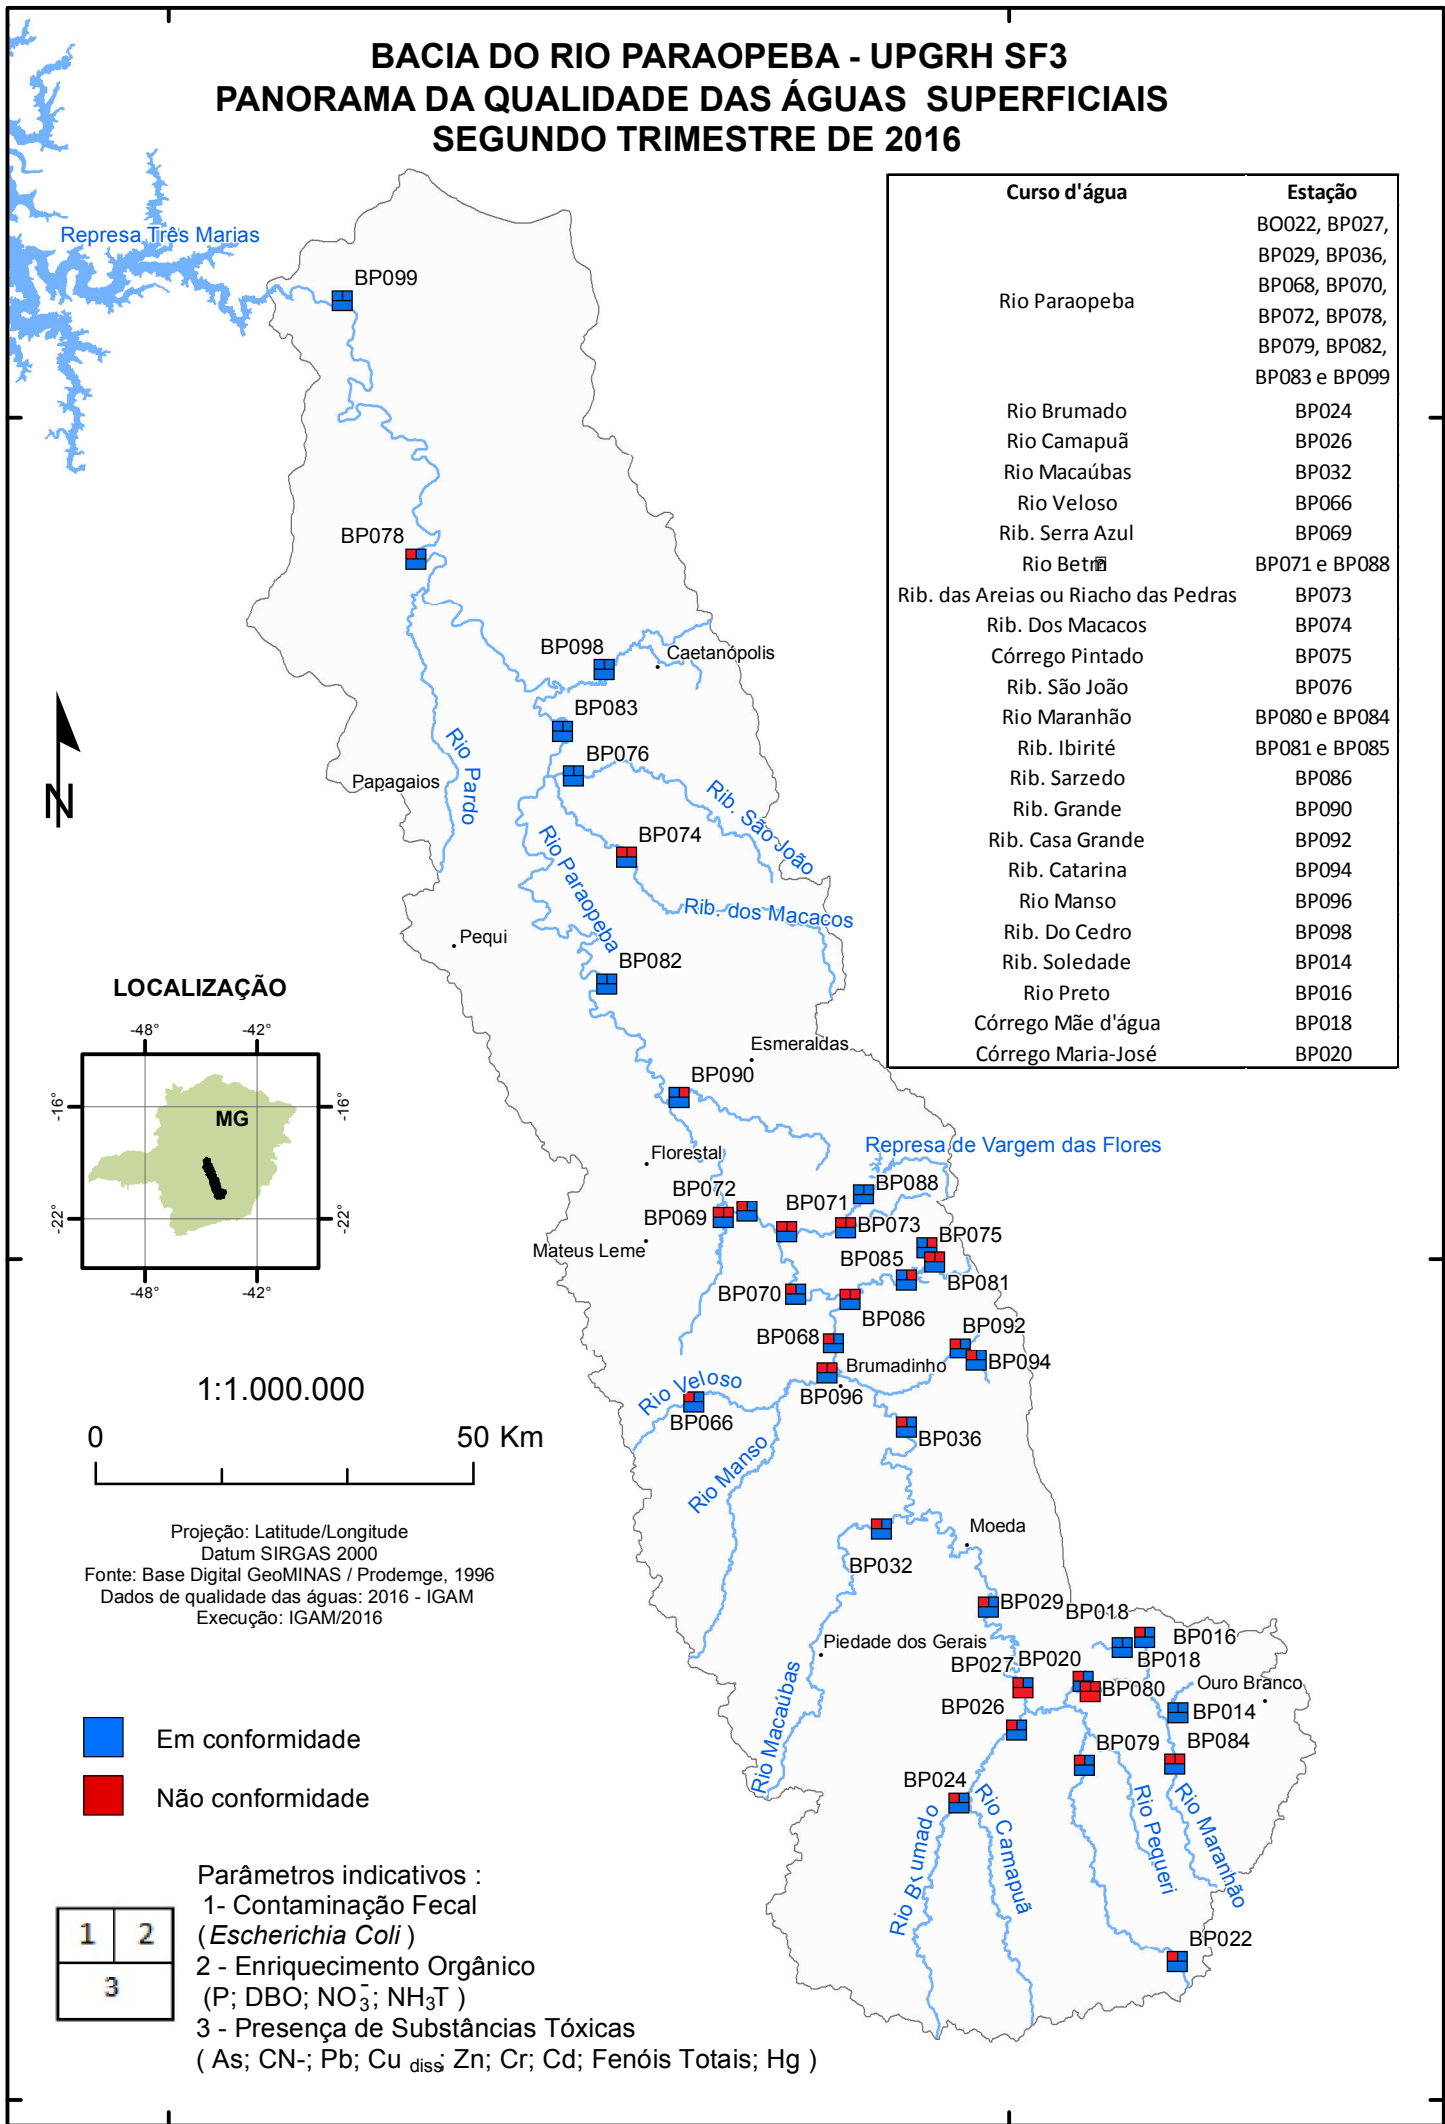 BACIA DO RIO PARAOPEBA - UPGRH SF3
PANORAMA DA QUALIDADE DAS ÁGUAS SUPERFICIAIS
SEGUNDO TRIMESTRE DE 2016
Curso d'água Estação
Rio Paraopeba BO022, BP027,
BP029, BP036,
BP068, BP070,
BP072, BP078,
BP079, BP082,
BP083 e BP099
Rio Brumado BP024
Rio Camapuã BP026
Rio Macaúbas BP032
Rio Veloso BP066
Rib. Serra Azul BP069
Rio Betm BP071 e BP088
Rib. das Areias ou Riacho das Pedras BP073
Rib. Dos Macacos BP074
Córrego Pintado BP075
Rib. São João BP076
Rio Maranhão BP080 e BP084
Rib. Ibirité BP081 e BP085
Rib. Sarzedo BP086
Rib. Grande BP090
Rib. Casa Grande BP092
Rib. Catarina BP094
Rio Manso BP096
Rib. Do Cedro BP098
Rib. Soledade BP014
Rio Preto BP016
Córrego Mãe d'água BP018
Córrego Maria-José BP020
Represa Três Marias
BP099
BP078
BP098
Caetanópolis
BP083
BP076
Rio Pardo
Papagaios
Rib. São João
BP074
Rio Paraopeba
Rib. dos Macacos
Pequi
BP082
Esmeraldas
BP090
Florestal
Represa de Vargem das Flores
BP088
BP072
BP071
BP069
BP073
BP075
Mateus Leme
BP085
BP081
BP070
BP086
BP068
BP092
BP094
Brumadinho
Rio Veloso
BP096
BP066
BP036
Rio Manso
Moeda
BP032
BP029
BP018
BP016
Piedade dos Gerais
BP018
BP027
BP020
BP080
Ouro Branco
BP026
BP014
BP079
BP084
Rio Macaúbas
BP024
Rio Brumado
Rio Camapuã
Rio Pequeri
Rio Maranhão
BP022
N
LOCALIZAÇÃO
-48° -42°
-16° -16°
MG
-22° -22°
-48° -42°
1:1.000.000
0 50 Km
Projeção: Latitude/Longitude
Datum SIRGAS 2000
Fonte: Base Digital GeoMINAS / Prodemge, 1996
Dados de qualidade das águas: 2016 - IGAM
Execução: IGAM/2016
Em conformidade
Não conformidade
1 2
3
Parâmetros indicativos :
1- Contaminação Fecal
(Escherichia Coli )
2 - Enriquecimento Orgânico
(P; DBO; NO₃⁻; NH₃T )
3 - Presença de Substâncias Tóxicas
( As; CN-; Pb; Cu diss; Zn; Cr; Cd; Fenóis Totais; Hg )